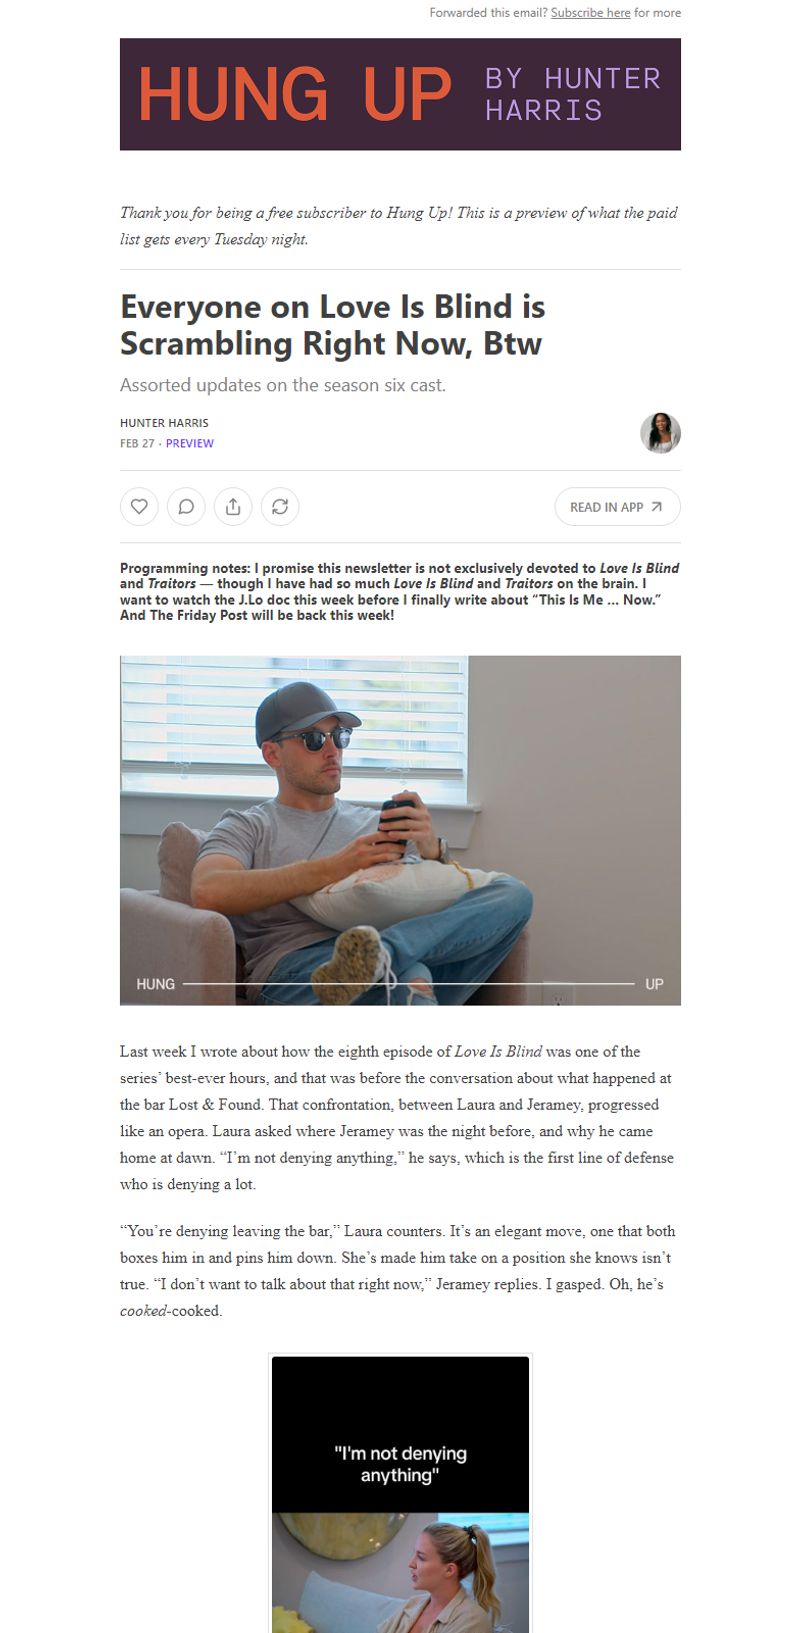 Forwarded this email? Subscribe here for more
HUNG UP
BY HUNTER
HARRIS
Thank you for being a free subscriber to Hung Up! This is a preview of what the paid
list gets every Tuesday night.
Everyone on Love Is Blind is
Scrambling Right Now, Btw
Assorted updates on the season six cast.
HUNTER HARRIS
FEB 27 · PREVIEW
READ IN APP
Programming notes: I promise this newsletter is not exclusively devoted to Love Is Blind
and Traitors — though I have had so much Love Is Blind and Traitors on the brain. I
want to watch the J.Lo doc this week before I finally write about “This Is Me ... Now.”
And The Friday Post will be back this week!
HUNG UP
Last week I wrote about how the eighth episode of Love Is Blind was one of the
series’ best-ever hours, and that was before the conversation about what happened at
the bar Lost & Found. That confrontation, between Laura and Jeramey, progressed
like an opera. Laura asked where Jeramey was the night before, and why he came
home at dawn. “I’m not denying anything,” he says, which is the first line of defense
who is denying a lot.
“You’re denying leaving the bar,” Laura counters. It’s an elegant move, one that both
boxes him in and pins him down. She’s made him take on a position she knows isn’t
true. “I don’t want to talk about that right now,” Jeramey replies. I gasped. Oh, he’s
cooked-cooked.
"I'm not denying
anything"